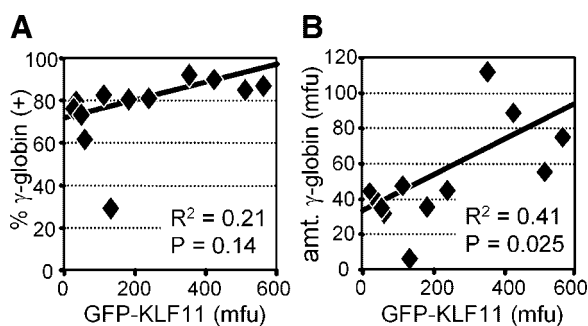 A
% γ-globin (+)
100
80
60
40
20
0
R² = 0.21
P = 0.14
0 200 400 600
GFP-KLF11 (mfu)
B
amt. γ-globin (mfu)
120
100
80
60
40
20
0
R² = 0.41
P = 0.025
0 200 400 600
GFP-KLF11 (mfu)